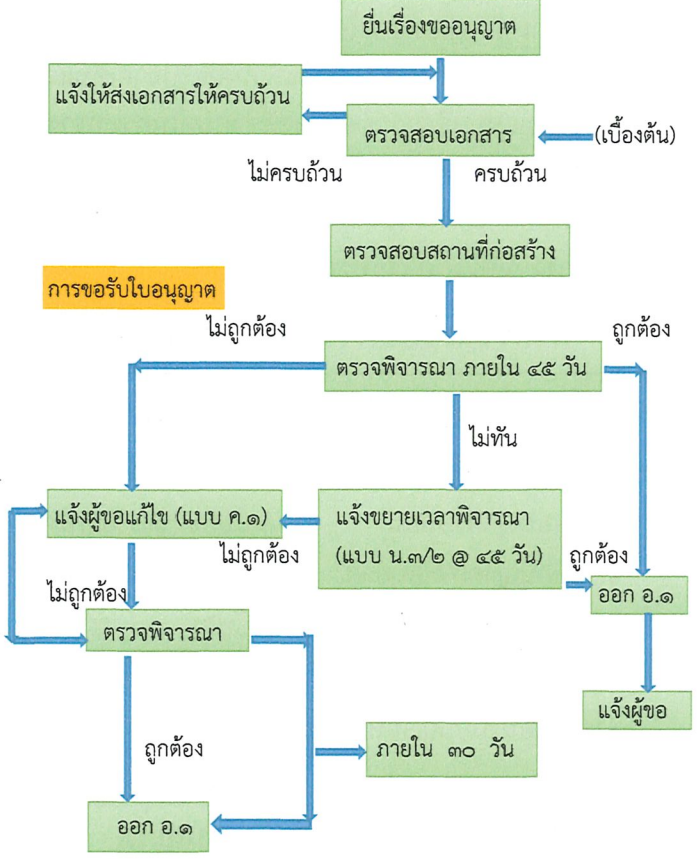 ยื่นเรื่องขออนุญาต
แจ้งให้ส่งเอกสารให้ครบถ้วน
ตรวจสอบเอกสาร
(เบื้องต้น)
ไม่ครบถ้วน
ครบถ้วน
ตรวจสอบสถานที่ก่อสร้าง
การขอรับใบอนุญาต
ไม่ถูกต้อง
ถูกต้อง
ตรวจพิจารณา ภายใน ๔๕ วัน
ไม่ทัน
แจ้งผู้ขอแก้ไข (แบบ ค.๑)
แจ้งขยายเวลาพิจารณา
(แบบ น.๓/๒ @ ๔๕ วัน)
ไม่ถูกต้อง
ถูกต้อง
ไม่ถูกต้อง
ออก อ.๑
ตรวจพิจารณา
แจ้งผู้ขอ
ถูกต้อง
ภายใน ๓๐ วัน
ออก อ.๑